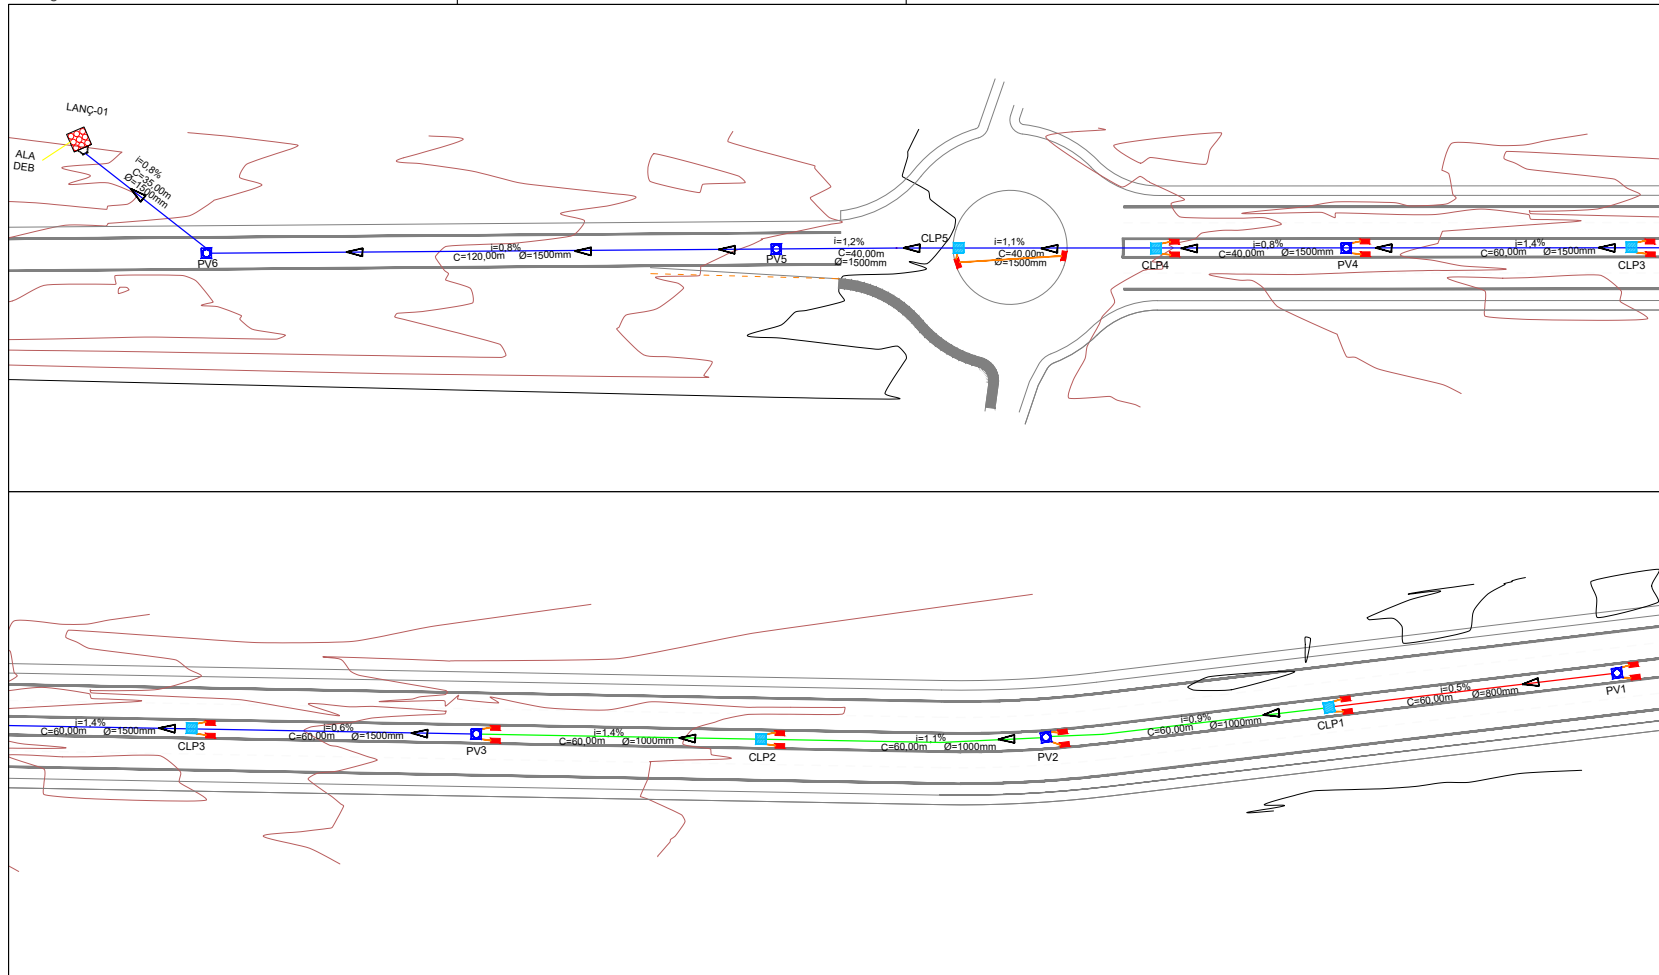 LANÇ-01
ALA
DEB
i=0.8%
C=35,00m
Ø=1500mm
PV6
i=0.8%
C=120,00m Ø=1500mm
PV5
i=1,2%
C=40,00m
Ø=1500mm
CLP5
i=1,1%
C=40,00m
Ø=1500mm
CLP4
i=0.8%
C=40,00m Ø=1500mm
PV4
i=1.4%
C=60,00m Ø=1500mm
CLP3
i=1.4%
C=60,00m Ø=1500mm
CLP3
i=0.6%
C=60,00m Ø=1500mm
PV3
i=1.4%
C=60,00m Ø=1000mm
CLP2
i=1.1%
C=60,00m Ø=1000mm
PV2
i=0.9%
C=60,00m Ø=1000mm
CLP1
i=0.5%
C=60,00m Ø=800mm
PV1